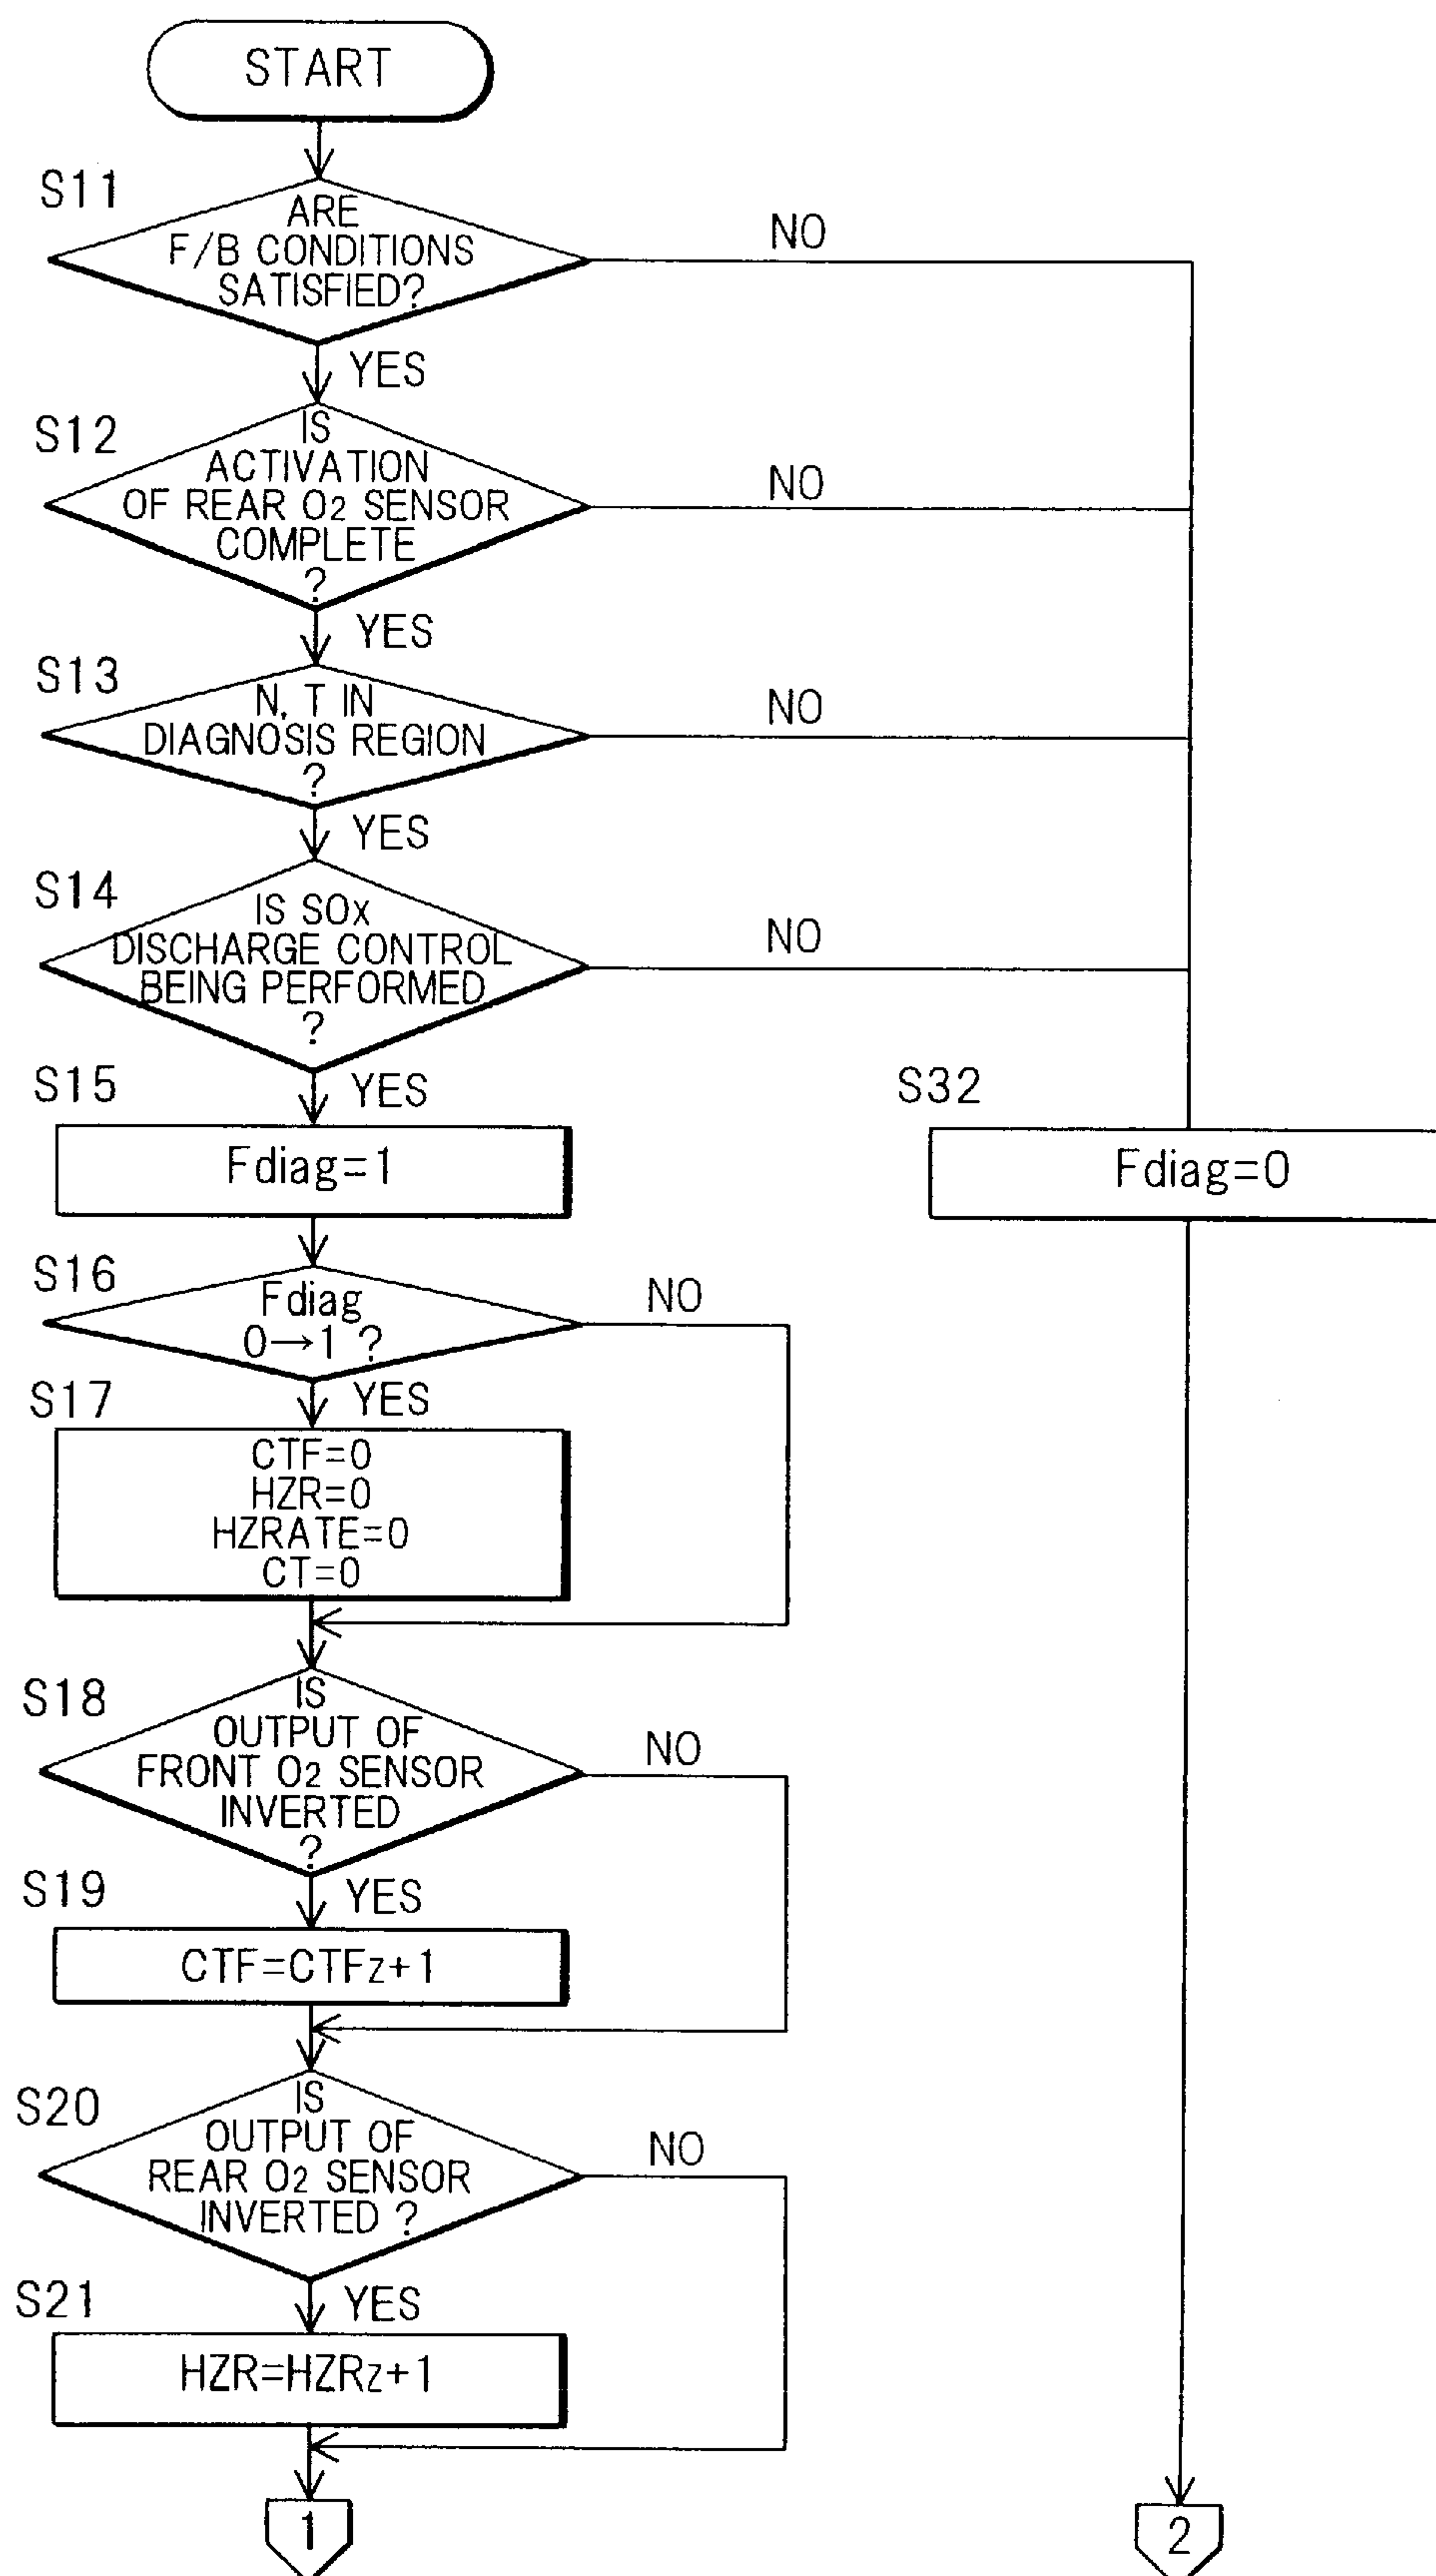 START
S11
ARE
F/B CONDITIONS
SATISFIED?
NO
YES
S12
IS
ACTIVATION
OF REAR O2 SENSOR
COMPLETE
?
NO
YES
S13
N, T IN
DIAGNOSIS REGION
?
NO
YES
S14
IS SOx
DISCHARGE CONTROL
BEING PERFORMED
?
NO
YES
S15
Fdiag=1
S32
Fdiag=0
S16
Fdiag
0→1 ?
NO
YES
S17
CTF=0
HZR=0
HZRATE=0
CT=0
S18
IS
OUTPUT OF
FRONT O2 SENSOR
INVERTED
?
NO
YES
S19
CTF=CTFz+1
S20
IS
OUTPUT OF
REAR O2 SENSOR
INVERTED ?
NO
YES
S21
HZR=HZRz+1
1
2